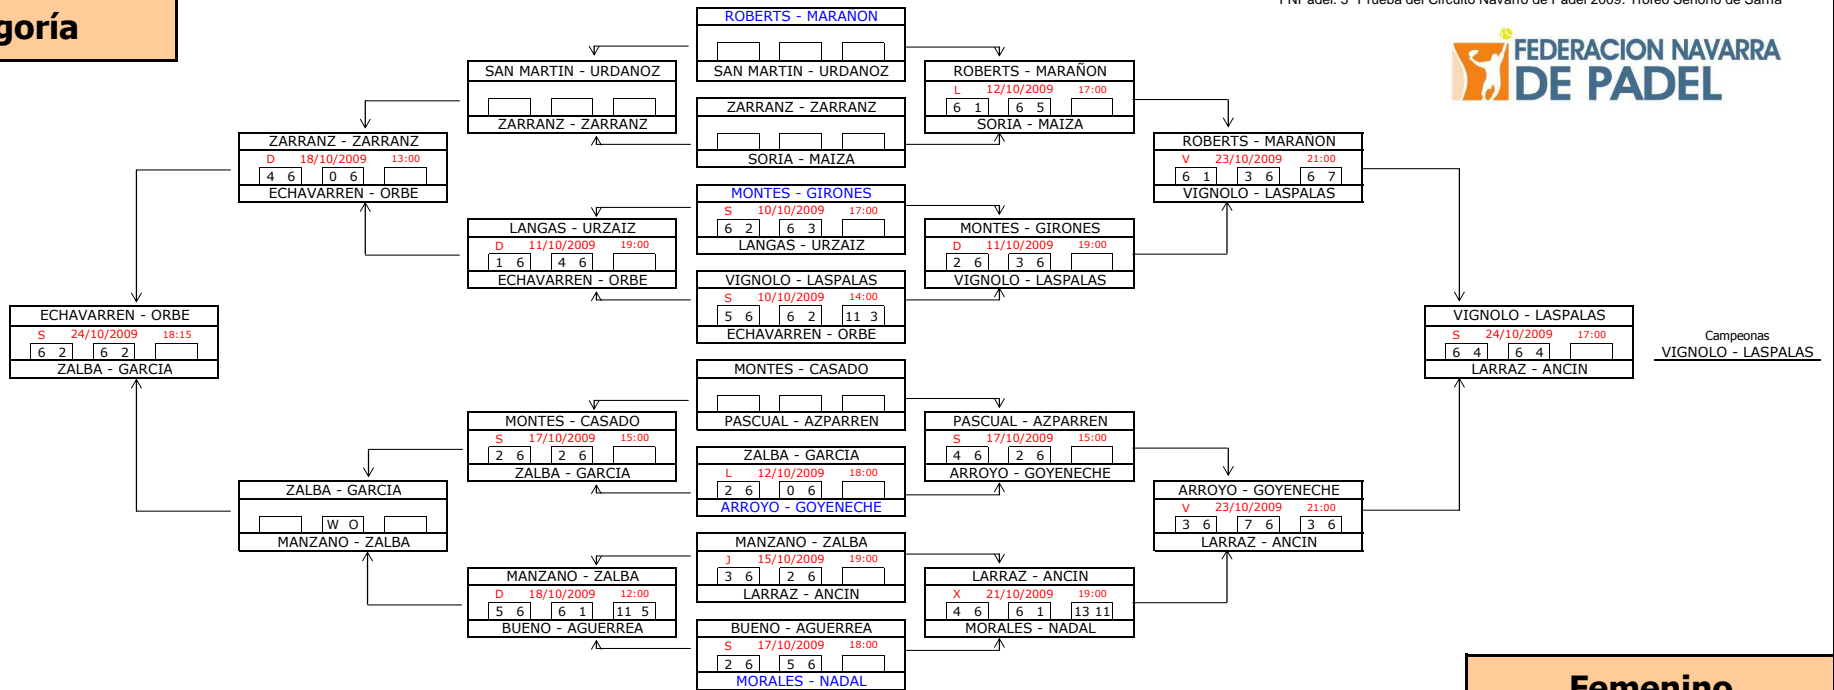 goría
FNPadel. 3ª Prueba del Circuito Navarro de Pádel 2009. Trofeo Señorío de Sarria
FEDERACION NAVARRA
DE PADEL
ECHAVARREN - ORBE
S 24/10/2009 18:15
6 2 6 2
ZALBA - GARCIA
ZARRANZ - ZARRANZ
D 18/10/2009 13:00
4 6 0 6
ECHAVARREN - ORBE
ZALBA - GARCIA
W O
MANZANO - ZALBA
SAN MARTIN - URDANOZ
ZARRANZ - ZARRANZ
LANGAS - URZAIZ
D 11/10/2009 19:00
1 6 4 6
ECHAVARREN - ORBE
MONTES - CASADO
S 17/10/2009 15:00
2 6 2 6
ZALBA - GARCIA
MANZANO - ZALBA
D 18/10/2009 12:00
5 6 6 1 11 5
BUENO - AGUERREA
ROBERTS - MARAÑON
SAN MARTIN - URDANOZ
ZARRANZ - ZARRANZ
SORIA - MAIZA
MONTES - GIRONES
S 10/10/2009 17:00
6 2 6 3
LANGAS - URZAIZ
VIGNOLO - LASPALAS
S 10/10/2009 14:00
5 6 6 2 11 3
ECHAVARREN - ORBE
MONTES - CASADO
PASCUAL - AZPARREN
ZALBA - GARCIA
L 12/10/2009 18:00
2 6 0 6
ARROYO - GOYENECHE
MANZANO - ZALBA
J 15/10/2009 19:00
3 6 2 6
LARRAZ - ANCIN
BUENO - AGUERREA
S 17/10/2009 18:00
2 6 5 6
MORALES - NADAL
ROBERTS - MARAÑON
L 12/10/2009 17:00
6 1 6 5
SORIA - MAIZA
MONTES - GIRONES
D 11/10/2009 19:00
2 6 3 6
VIGNOLO - LASPALAS
PASCUAL - AZPARREN
S 17/10/2009 15:00
4 6 2 6
ARROYO - GOYENECHE
LARRAZ - ANCIN
X 21/10/2009 19:00
4 6 6 1 13 11
MORALES - NADAL
ROBERTS - MARAÑON
V 23/10/2009 21:00
6 1 3 6 6 7
VIGNOLO - LASPALAS
ARROYO - GOYENECHE
V 23/10/2009 21:00
3 6 7 6 3 6
LARRAZ - ANCIN
VIGNOLO - LASPALAS
S 24/10/2009 17:00
6 4 6 4
LARRAZ - ANCIN
Campeonas
VIGNOLO - LASPALAS
Femenino